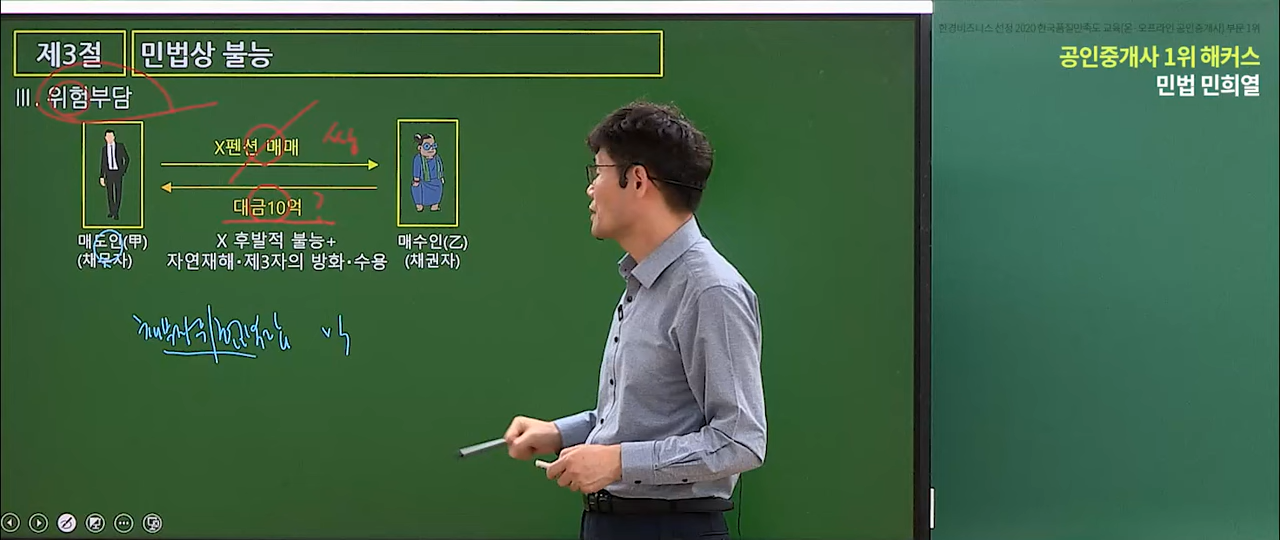 한경비즈니스 선정 2020 한국품질만족도 교육(온·오프라인 공인중개사) 부문 1위
공인중개사 1위 해커스
민법 민희열
제3절 민법상 불능
Ⅲ. 위험부담
X펜션 매매
대금10억 ?
매도인(甲)
(채무자)
X 후발적 불능+
자연재해·제3자의 방화·수용
매수인(乙)
(채권자)